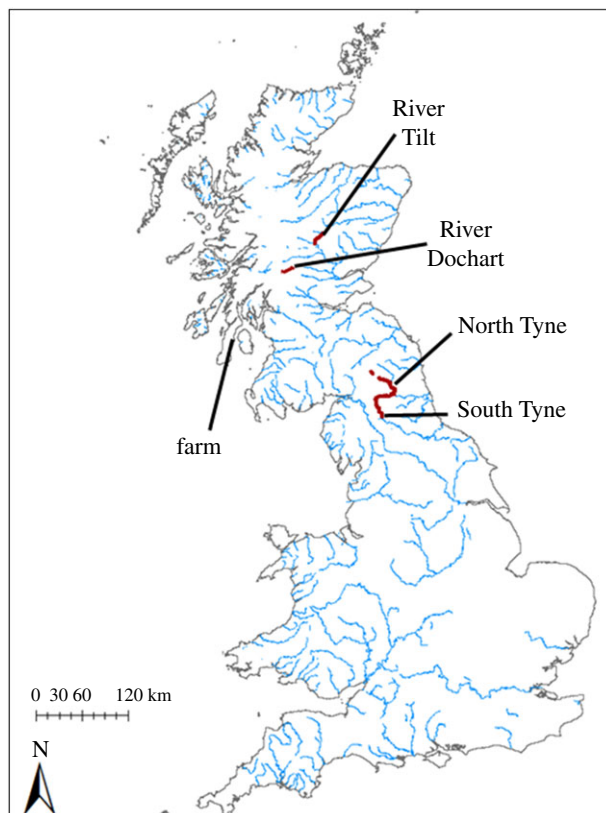 River
Tilt
River
Dochart
North Tyne
South Tyne
farm
0 30 60 120 km
N